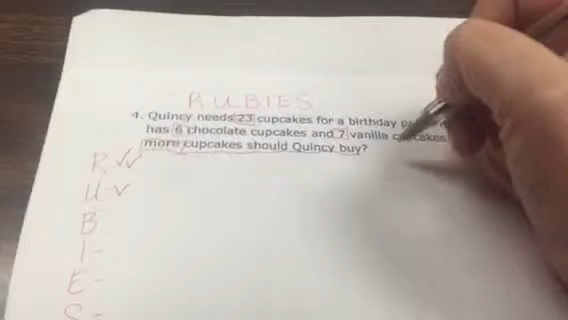 RUBIES
4. Quincy needs 23 cupcakes for a birthday
has 6 chocolate cupcakes and 7 vanilla cupcakes
more cupcakes should Quincy buy?
R-✓✓
U-✓
B
I-
E-
S-